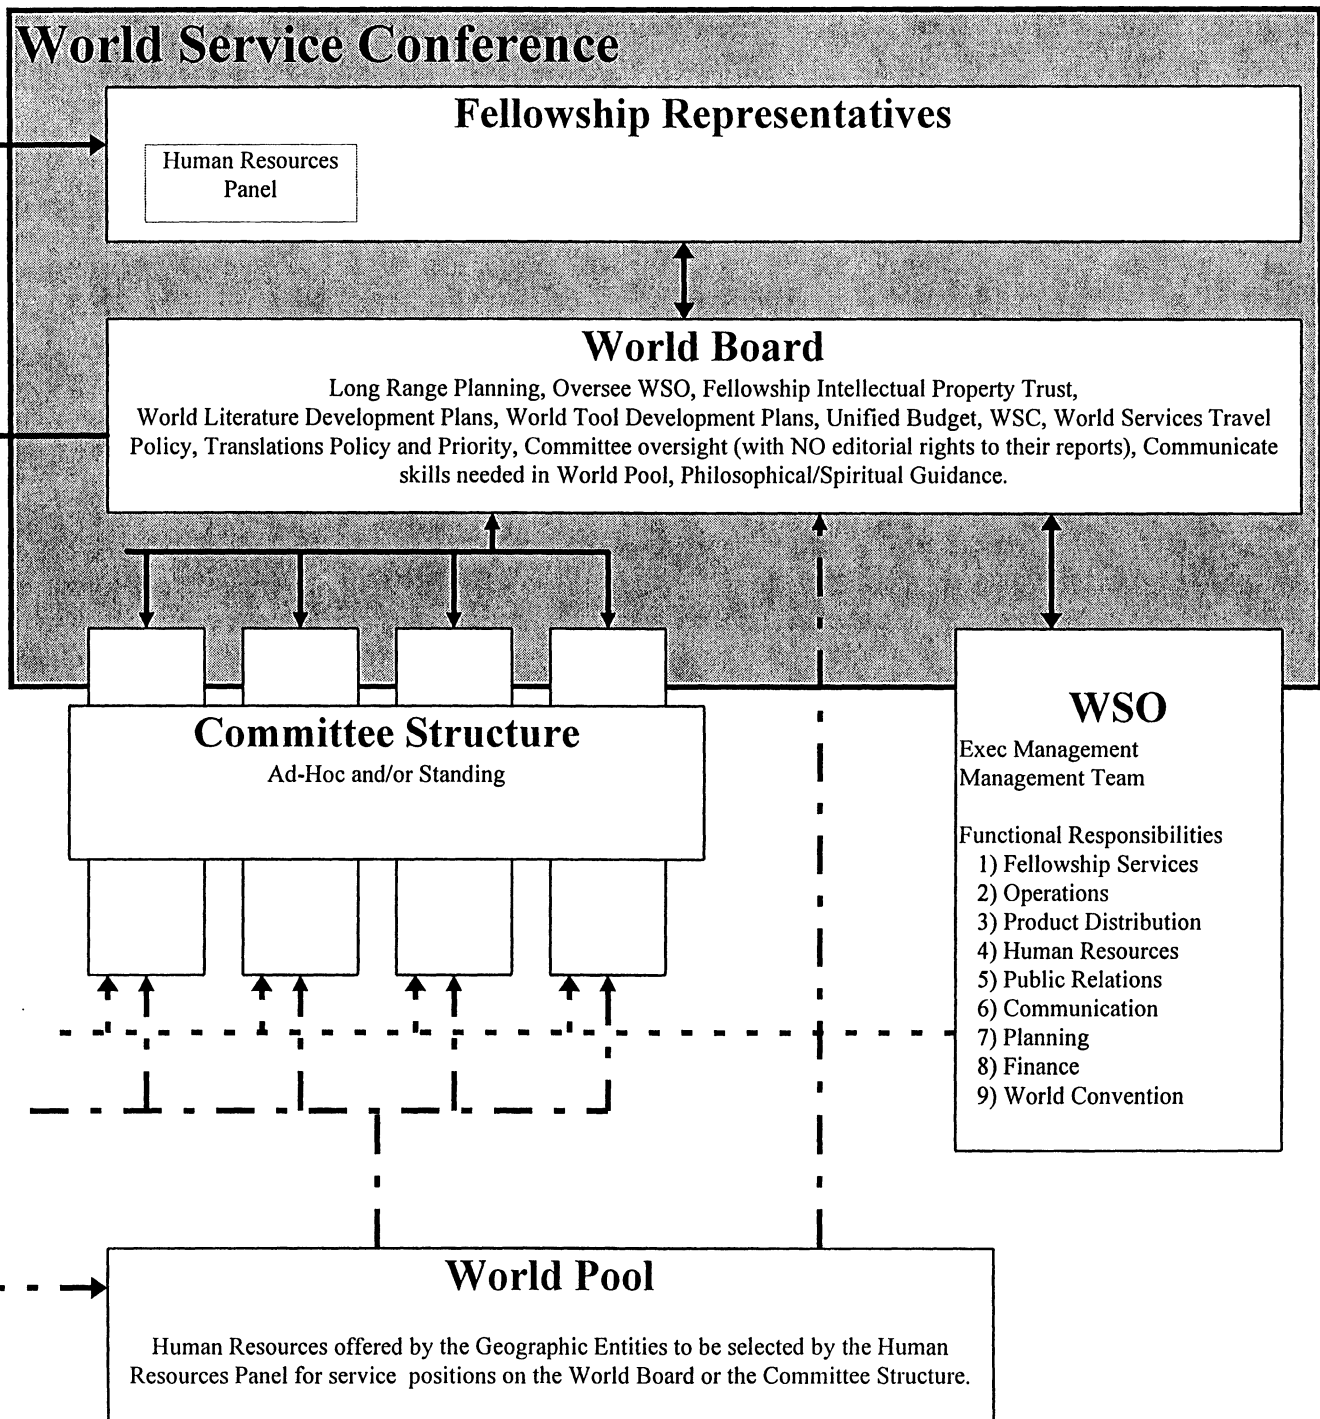 World Service Conference
Fellowship Representatives
Human Resources
Panel
World Board
Long Range Planning, Oversee WSO, Fellowship Intellectual Property Trust,
World Literature Development Plans, World Tool Development Plans, Unified Budget, WSC, World Services Travel
Policy, Translations Policy and Priority, Committee oversight (with NO editorial rights to their reports), Communicate
skills needed in World Pool, Philosophical/Spiritual Guidance.
Committee Structure
Ad-Hoc and/or Standing
WSO
Exec Management
Management Team
Functional Responsibilities
1) Fellowship Services
2) Operations
3) Product Distribution
4) Human Resources
5) Public Relations
6) Communication
7) Planning
8) Finance
9) World Convention
World Pool
Human Resources offered by the Geographic Entities to be selected by the Human
Resources Panel for service positions on the World Board or the Committee Structure.